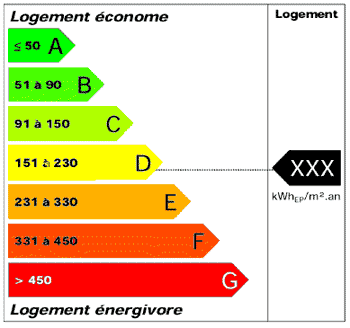 Logement économe
Logement
≤ 50 A
51 à 90 B
91 à 150 C
151 à 230 D
XXX
kWhEP/m².an
231 à 330 E
331 à 450 F
> 450 G
Logement énergivore